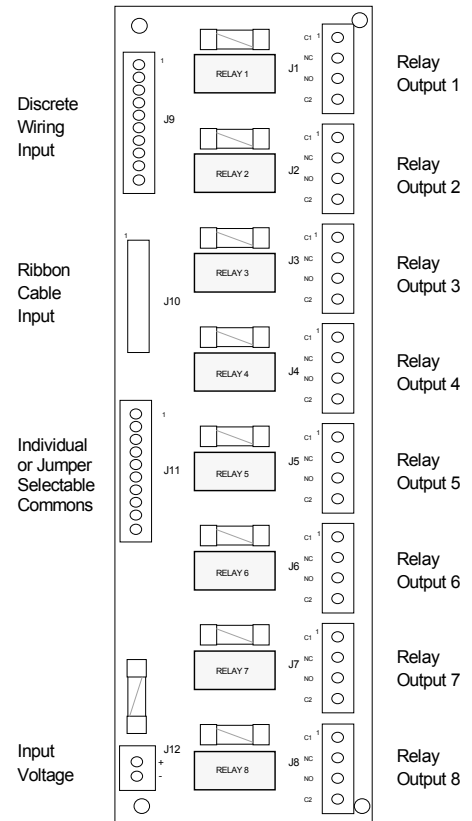 Discrete
Wiring
Input
1
J9
Ribbon
Cable
Input
1
J10
Individual
or Jumper
Selectable
Commons
1
J11
Input
Voltage
J12
+
-
RELAY 1
J1
C1 1
NC
NO
C2
Relay
Output 1
RELAY 2
J2
C1 1
NC
NO
C2
Relay
Output 2
RELAY 3
J3
C1 1
NC
NO
C2
Relay
Output 3
RELAY 4
J4
C1 1
NC
NO
C2
Relay
Output 4
RELAY 5
J5
C1 1
NC
NO
C2
Relay
Output 5
RELAY 6
J6
C1 1
NC
NO
C2
Relay
Output 6
RELAY 7
J7
C1 1
NC
NO
C2
Relay
Output 7
RELAY 8
J8
C1 1
NC
NO
C2
Relay
Output 8